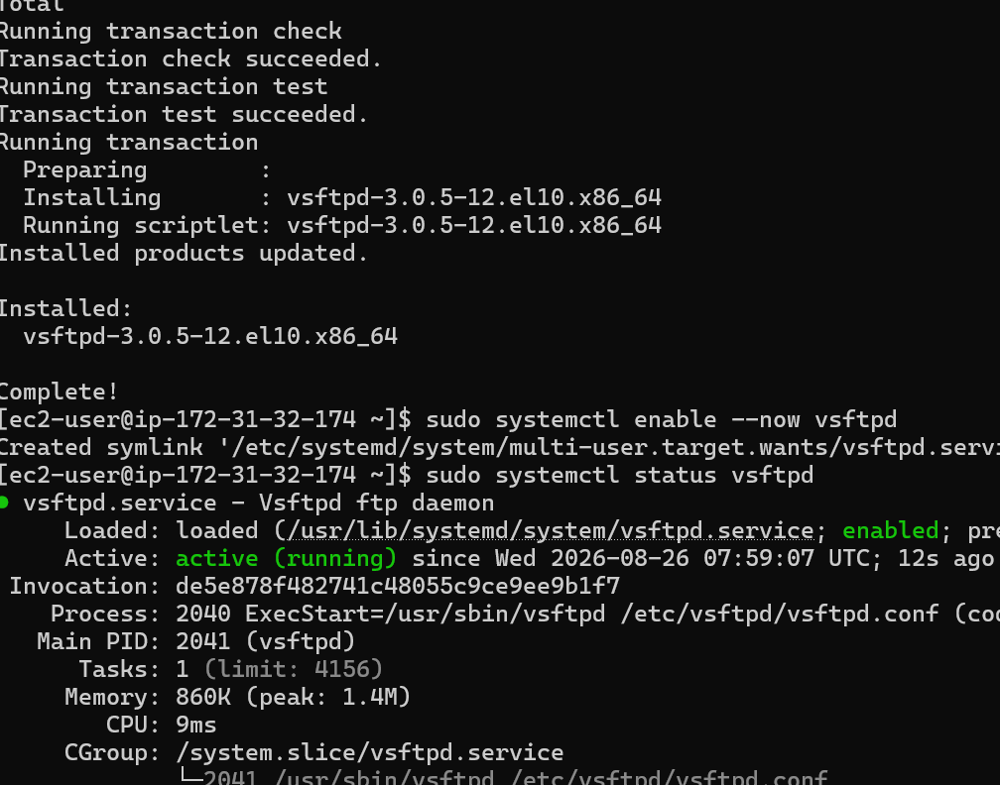 Total
Running transaction check
Transaction check succeeded.
Running transaction test
Transaction test succeeded.
Running transaction
  Preparing        :
  Installing       : vsftpd-3.0.5-12.el10.x86_64
  Running scriptlet: vsftpd-3.0.5-12.el10.x86_64
Installed products updated.

Installed:
  vsftpd-3.0.5-12.el10.x86_64

Complete!
[ec2-user@ip-172-31-32-174 ~]$ sudo systemctl enable --now vsftpd
Created symlink '/etc/systemd/system/multi-user.target.wants/vsftpd.servi
[ec2-user@ip-172-31-32-174 ~]$ sudo systemctl status vsftpd
● vsftpd.service - Vsftpd ftp daemon
     Loaded: loaded (/usr/lib/systemd/system/vsftpd.service; enabled; pre
     Active: active (running) since Wed 2026-08-26 07:59:07 UTC; 12s ago
 Invocation: de5e878f482741c48055c9ce9ee9b1f7
    Process: 2040 ExecStart=/usr/sbin/vsftpd /etc/vsftpd/vsftpd.conf (cod
   Main PID: 2041 (vsftpd)
      Tasks: 1 (limit: 4156)
     Memory: 860K (peak: 1.4M)
        CPU: 9ms
     CGroup: /system.slice/vsftpd.service
             └─2041 /usr/sbin/vsftpd /etc/vsftpd/vsftpd.conf